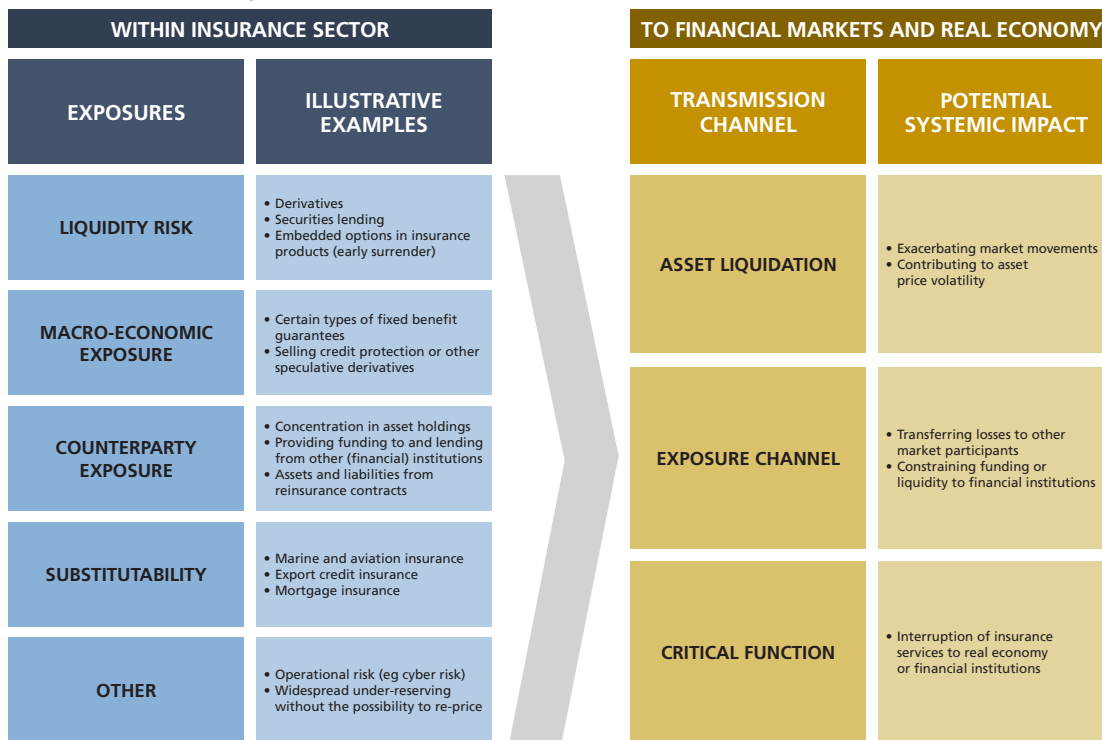 WITHIN INSURANCE SECTOR
TO FINANCIAL MARKETS AND REAL ECONOMY
EXPOSURES
ILLUSTRATIVE
EXAMPLES
TRANSMISSION
CHANNEL
POTENTIAL
SYSTEMIC IMPACT
LIQUIDITY RISK
• Derivatives
• Securities lending
• Embedded options in insurance
products (early surrender)
MACRO-ECONOMIC
EXPOSURE
• Certain types of fixed benefit
guarantees
• Selling credit protection or other
speculative derivatives
COUNTERPARTY
EXPOSURE
• Concentration in asset holdings
• Providing funding to and lending
from other (financial) institutions
• Assets and liabilities from
reinsurance contracts
SUBSTITUTABILITY
• Marine and aviation insurance
• Export credit insurance
• Mortgage insurance
OTHER
• Operational risk (eg cyber risk)
• Widespread under-reserving
without the possibility to re-price
ASSET LIQUIDATION
• Exacerbating market movements
• Contributing to asset
price volatility
EXPOSURE CHANNEL
• Transferring losses to other
market participants
• Constraining funding or
liquidity to financial institutions
CRITICAL FUNCTION
• Interruption of insurance
services to real economy
or financial institutions